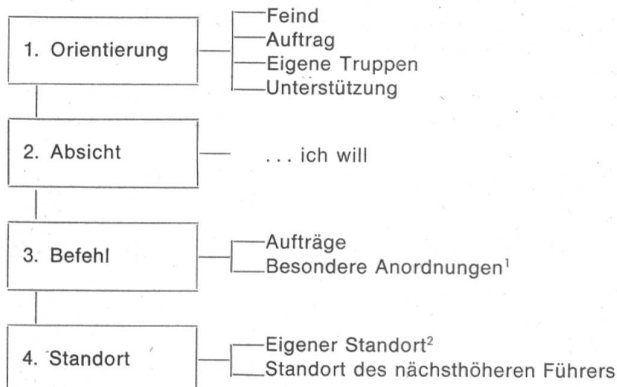 1. Orientierung
Feind
Auftrag
Eigene Truppen
Unterstützung
2. Absicht
... ich will
3. Befehl
Aufträge
Besondere Anordnungen¹
4. Standort
Eigener Standort²
Standort des nächsthöheren Führers